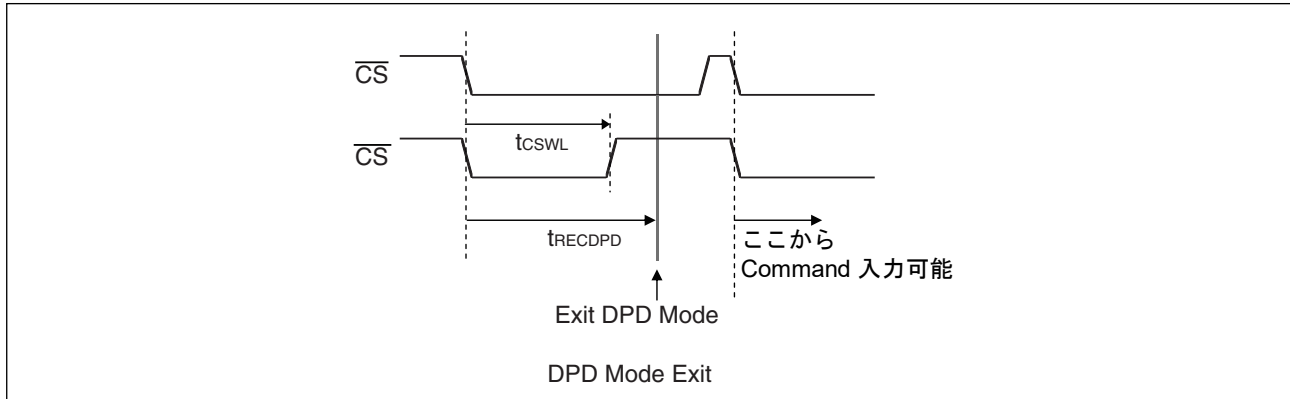 CS
tCSWL
CS
tRECDPD
ここから
Command 入力可能
Exit DPD Mode
DPD Mode Exit